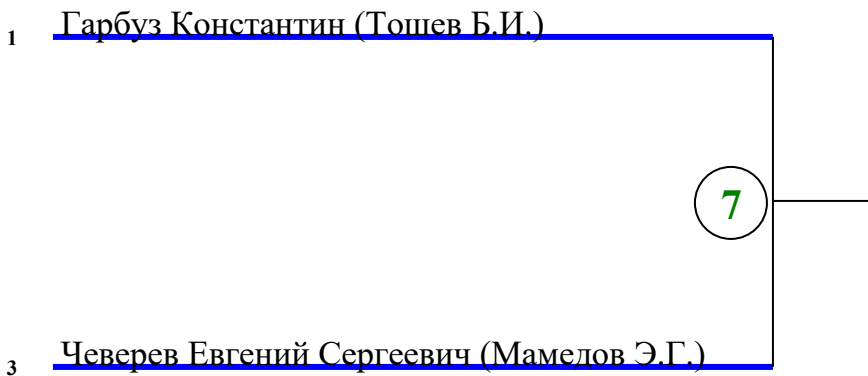 1 Гарбуз Константин (Тошев Б.И.)
7
3 Чеверев Евгений Сергеевич (Мамедов Э.Г.)